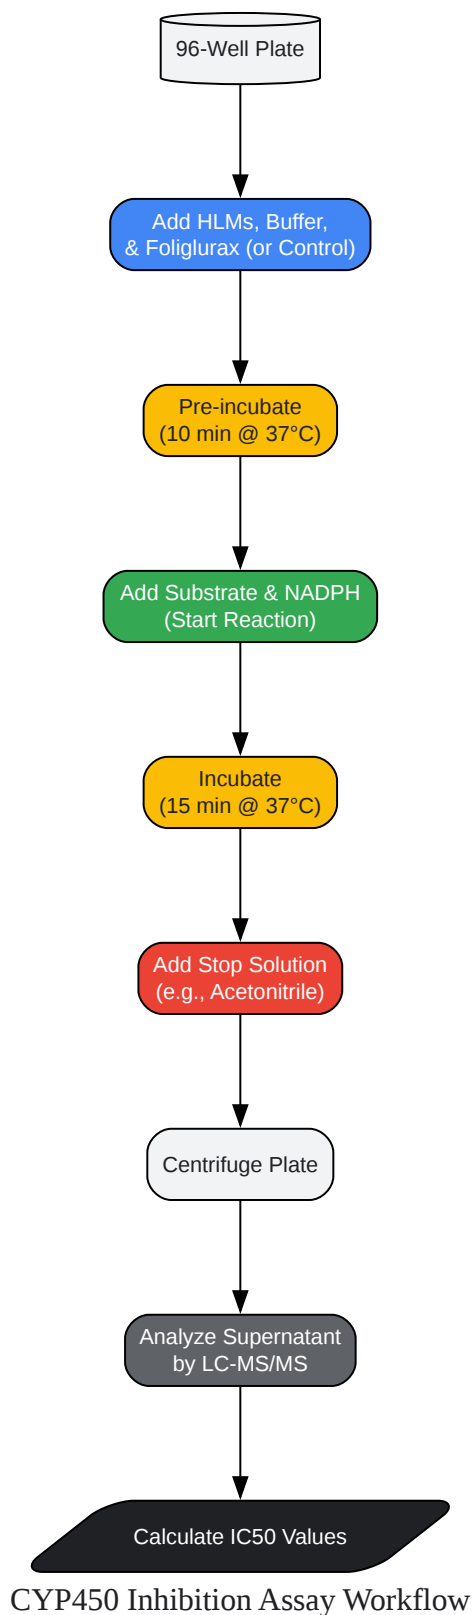 96-Well Plate
Add HLMs, Buffer,
& Foliglurax (or Control)
Pre-incubate
(10 min @ 37°C)
Add Substrate & NADPH
(Start Reaction)
Incubate
(15 min @ 37°C)
Add Stop Solution
(e.g., Acetonitrile)
Centrifuge Plate
Analyze Supernatant
by LC-MS/MS
Calculate IC50 Values
CYP450 Inhibition Assay Workflow